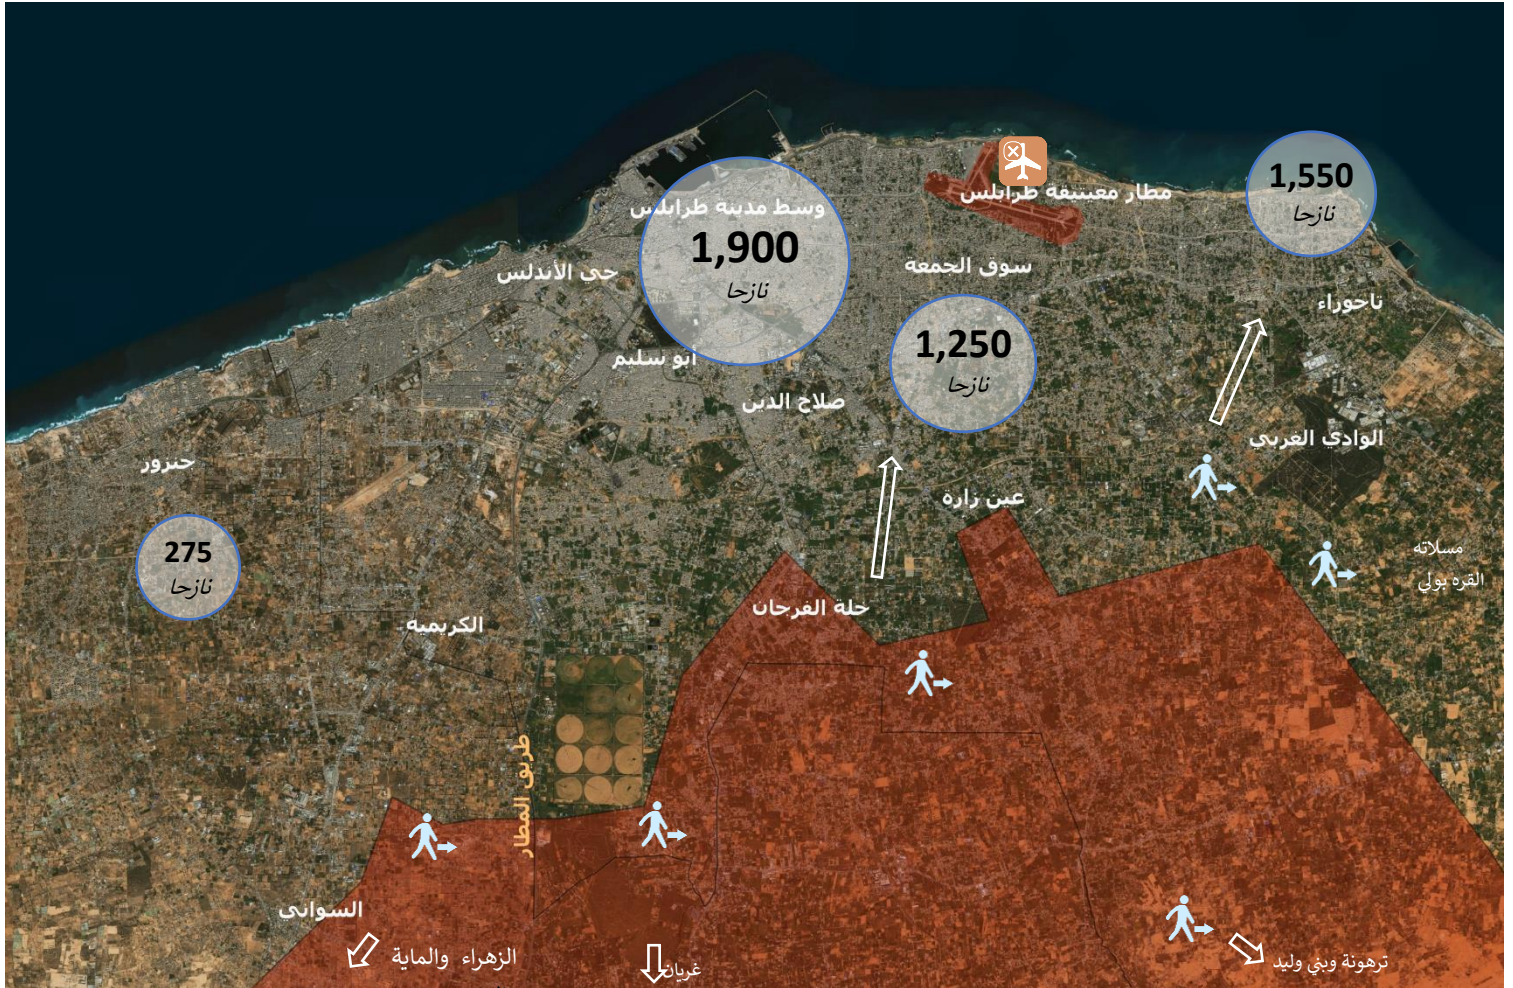 1,550
نازحا
مطار معيتيقة طرابلس
وسط مدينة طرابلس
1,900
نازحا
سوق الجمعة
حي الأندلس
تاجوراء
1,250
نازحا
أبو سليم
صلاح الدين
الوادي الغربي
جنزور
عين زارة
275
نازحا
مسلاته
القره بولي
خلة الفرجان
الكريمية
طريق المطار
السواني
الزهراء والماية
غريان
ترهونة وبني وليد